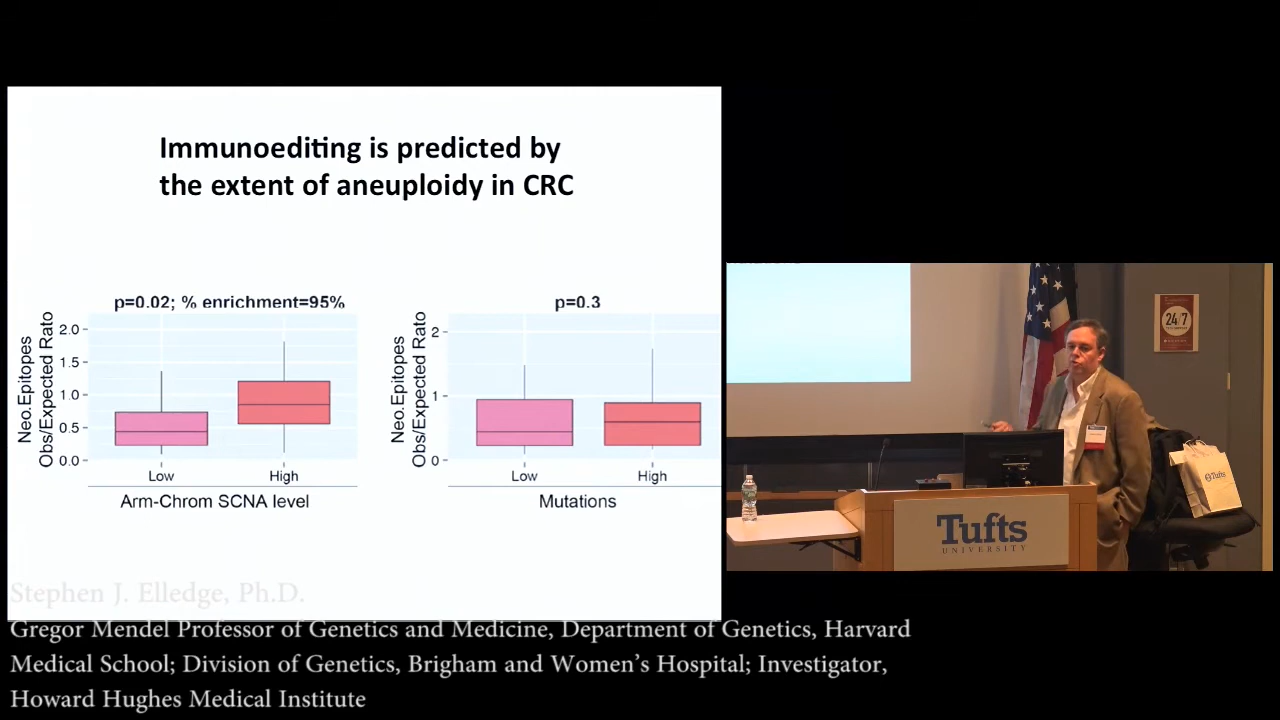 Immunoediting is predicted by
the extent of aneuploidy in CRC
p=0.02; % enrichment=95%
Neo.Epitopes
Obs/Expected Rato
2.0
1.5
1.0
0.5
0.0
Low
High
Arm-Chrom SCNA level
p=0.3
Neo.Epitopes
Obs/Expected Rato
2
1
0
Low
High
Mutations
24/7
Tufts
Tufts
UNIVERSITY
Stephen J. Elledge, Ph.D.
Gregor Mendel Professor of Genetics and Medicine, Department of Genetics, Harvard
Medical School; Division of Genetics, Brigham and Women's Hospital; Investigator,
Howard Hughes Medical Institute